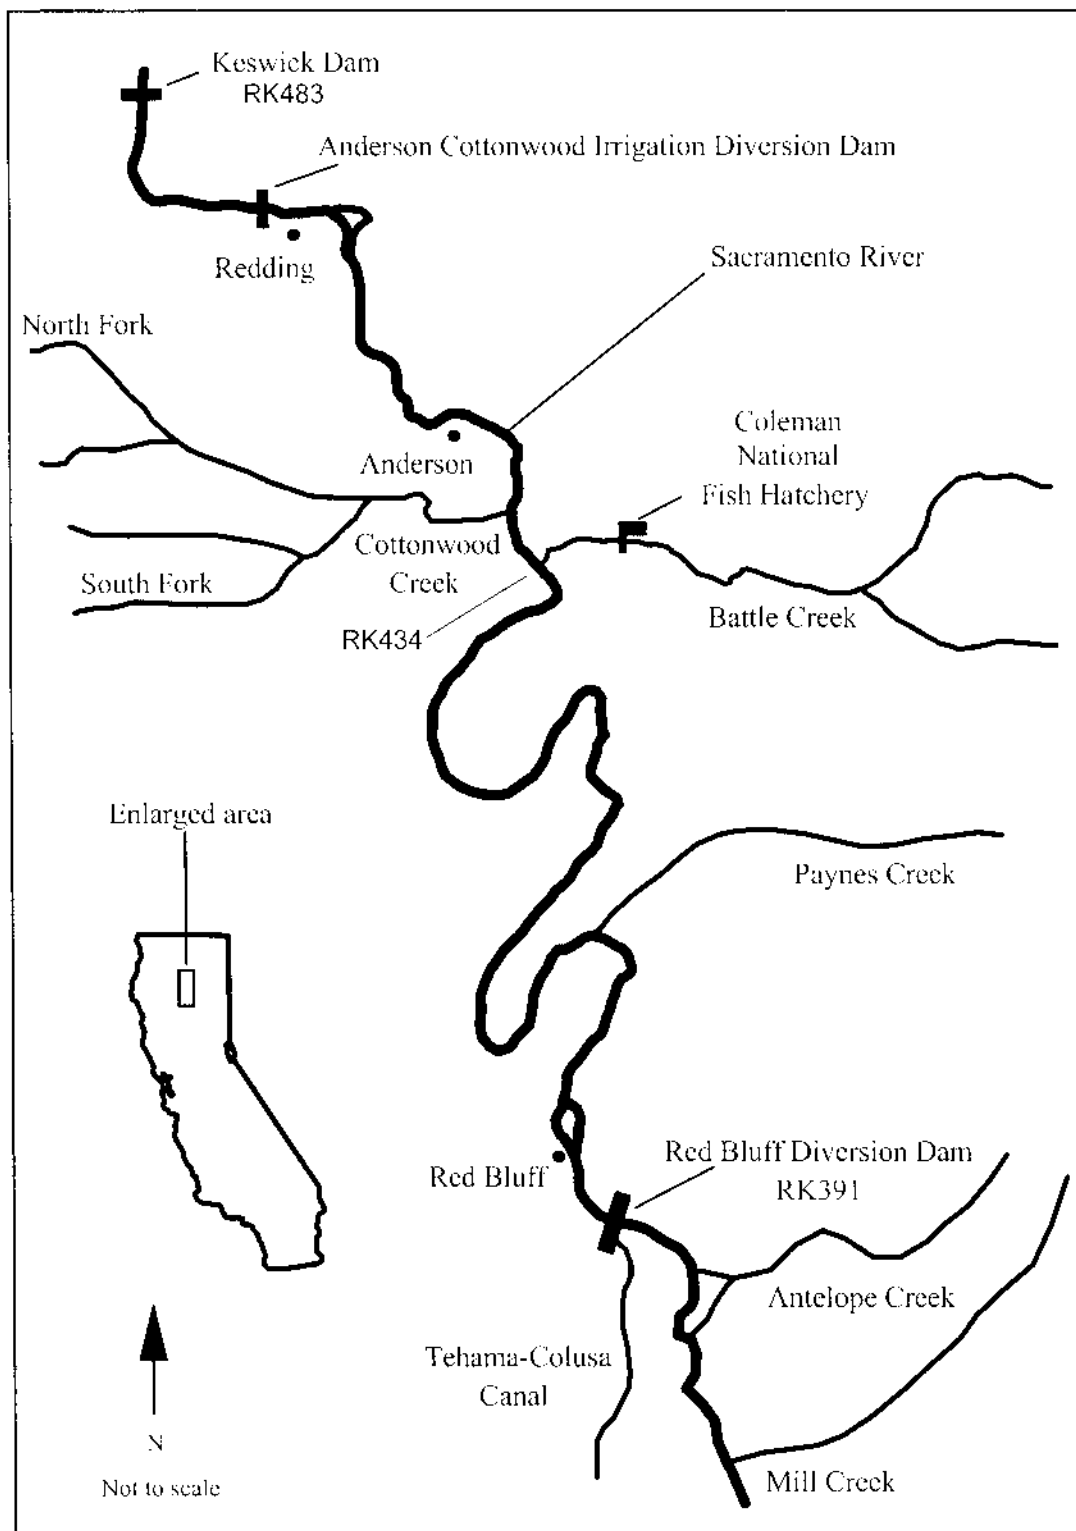 Keswick Dam
RK483
Anderson Cottonwood Irrigation Diversion Dam
Redding
Sacramento River
North Fork
Coleman
National
Fish Hatchery
Anderson
Cottonwood
Creek
South Fork
Battle Creek
RK434
Enlarged area
Paynes Creek
Red Bluff Diversion Dam
RK391
Red Bluff
Antelope Creek
Tehama-Colusa
Canal
Mill Creek
N
Not to scale